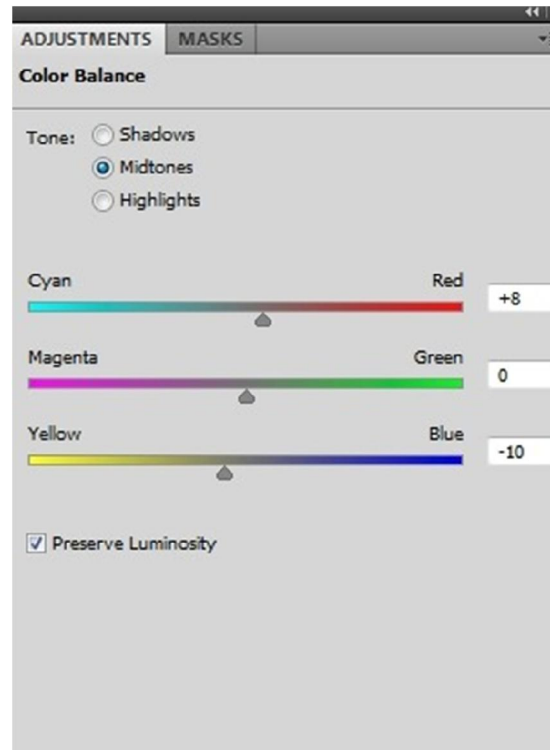 ADJUSTMENTS MASKS
Color Balance
Tone: Shadows
Midtones
Highlights
Cyan Red +8
Magenta Green 0
Yellow Blue -10
Preserve Luminosity